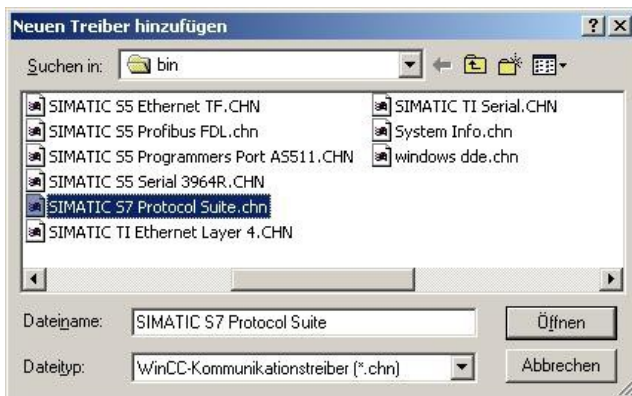 Neuen Treiber hinzufügen
Suchen in: bin
SIMATIC S5 Ethernet TF.CHN
SIMATIC S5 Profibus FDL.chn
SIMATIC S5 Programmers Port AS511.CHN
SIMATIC S5 Serial 3964R.CHN
SIMATIC S7 Protocol Suite.chn
SIMATIC TI Ethernet Layer 4.CHN
SIMATIC TI Serial.CHN
System Info.chn
windows dde.chn
Dateiname: SIMATIC S7 Protocol Suite Öffnen
Dateityp: WinCC-Kommunikationstreiber (*.chn) Abbrechen